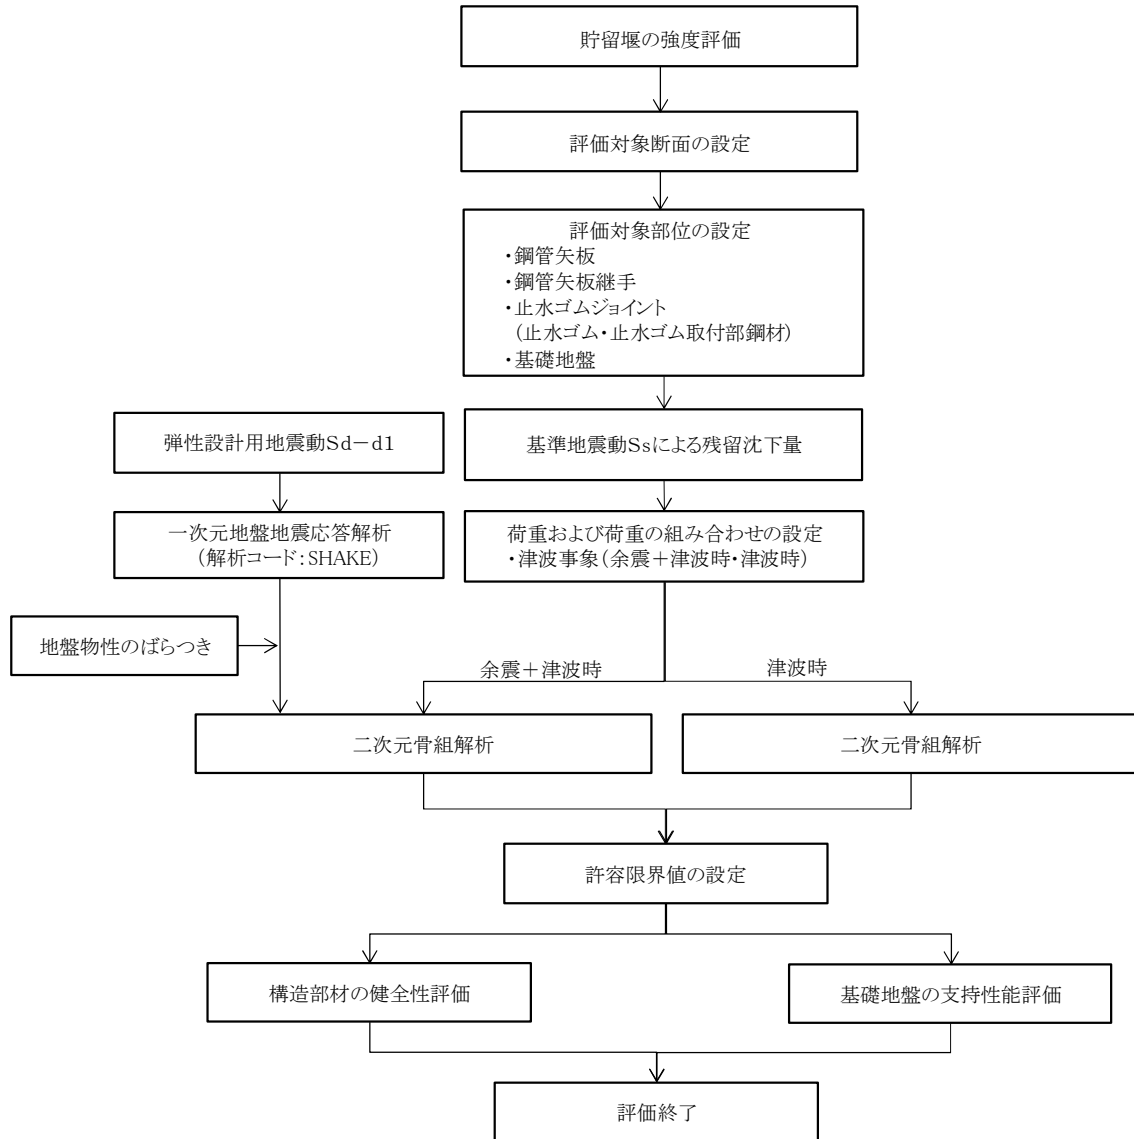 貯留堰の強度評価
評価対象断面の設定
評価対象部位の設定
・鋼管矢板
・鋼管矢板継手
・止水ゴムジョイント
(止水ゴム・止水ゴム取付部鋼材)
・基礎地盤
弾性設計用地震動Sd-d1
基準地震動Ssによる残留沈下量
一次元地盤地震応答解析
(解析コード:SHAKE)
荷重および荷重の組み合わせの設定
・津波事象(余震+津波時・津波時)
地盤物性のばらつき
余震+津波時
津波時
二次元骨組解析
二次元骨組解析
許容限界値の設定
構造部材の健全性評価
基礎地盤の支持性能評価
評価終了